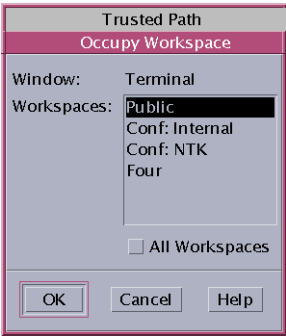 Trusted Path
Occupy Workspace
Window: Terminal
Workspaces: Public
Conf: Internal
Conf: NTK
Four
All Workspaces
OK Cancel Help